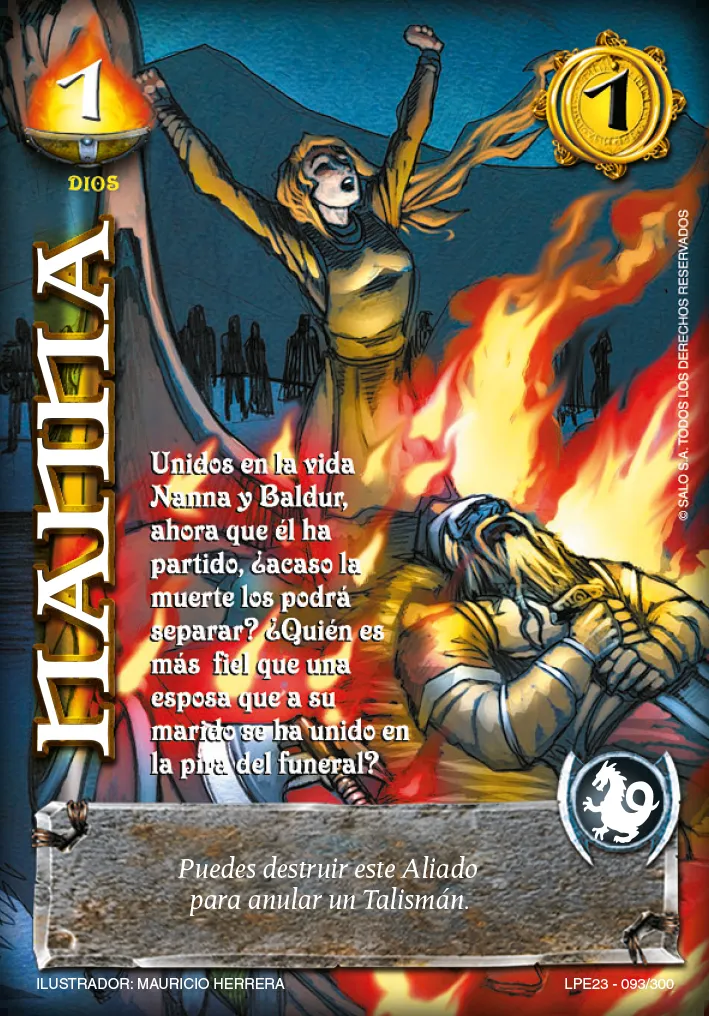 1
1
DIOS
NANNA
© SALO S.A. TODOS LOS DERECHOS RESERVADOS
Unidos en la vida
Nanna y Baldur,
ahora que él ha
partido, ¿acaso la
muerte los podrá
separar? ¿Quién es
más fiel que una
esposa que a su
marido se ha unido en
la pira del funeral?
Puedes destruir este Aliado
para anular un Talismán.
ILUSTRADOR: MAURICIO HERRERA
LPE23 - 093/300